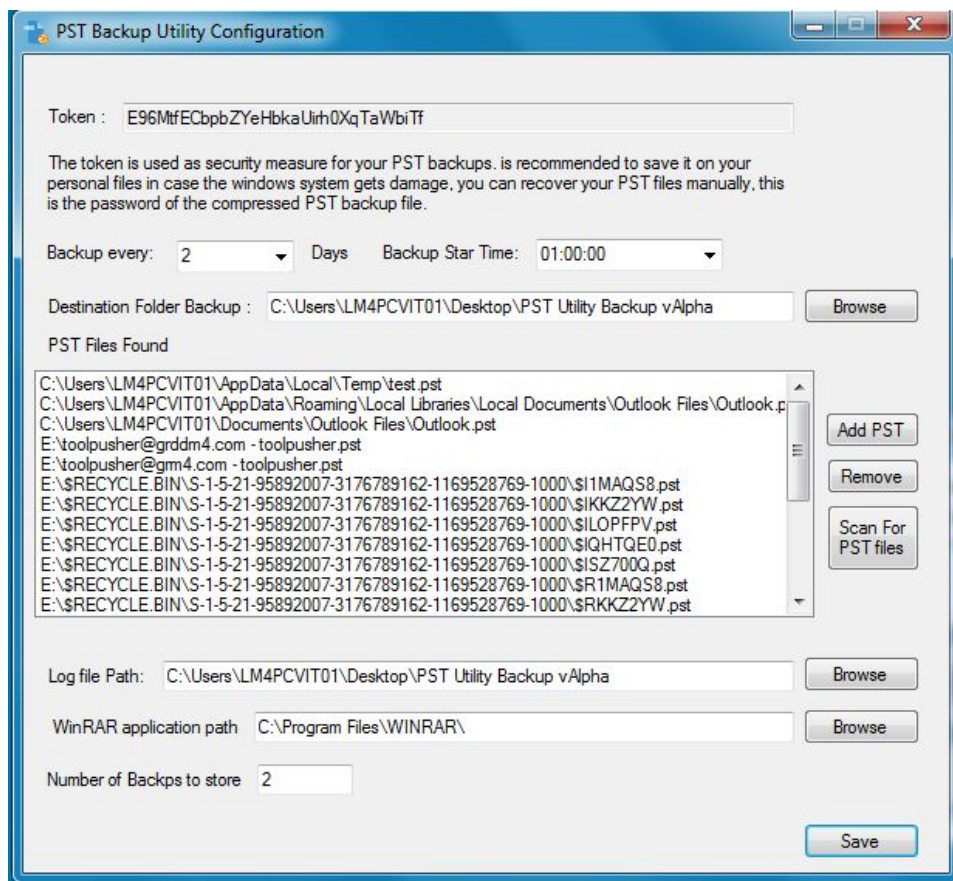 PST Backup Utility Configuration
Token : E96MtfECbpbZYeHbkaUirh0XqTaWbiTf
The token is used as security measure for your PST backups. is recommended to save it on your
personal files in case the windows system gets damage, you can recover your PST files manually, this
is the password of the compressed PST backup file.
Backup every: 2 Days Backup Star Time: 01:00:00
Destination Folder Backup : C:\Users\LM4PCVIT01\Desktop\PST Utility Backup vAlpha Browse
PST Files Found
C:\Users\LM4PCVIT01\AppData\Local\Temp\test.pst
C:\Users\LM4PCVIT01\AppData\Roaming\Local Libraries\Local Documents\Outlook Files\Outlook.p
C:\Users\LM4PCVIT01\Documents\Outlook Files\Outlook.pst
E:\toolpusher@grddm4.com - toolpusher.pst
E:\toolpusher@grm4.com - toolpusher.pst
E:\$RECYCLE.BIN\S-1-5-21-95892007-3176789162-1169528769-1000\$I1MAQS8.pst
E:\$RECYCLE.BIN\S-1-5-21-95892007-3176789162-1169528769-1000\$IKKZ2YW.pst
E:\$RECYCLE.BIN\S-1-5-21-95892007-3176789162-1169528769-1000\$ILOPFPV.pst
E:\$RECYCLE.BIN\S-1-5-21-95892007-3176789162-1169528769-1000\$IQHTQE0.pst
E:\$RECYCLE.BIN\S-1-5-21-95892007-3176789162-1169528769-1000\$ISZ700Q.pst
E:\$RECYCLE.BIN\S-1-5-21-95892007-3176789162-1169528769-1000\$R1MAQS8.pst
E:\$RECYCLE.BIN\S-1-5-21-95892007-3176789162-1169528769-1000\$RKKZ2YW.pst
Add PST
Remove
Scan For
PST files
Log file Path: C:\Users\LM4PCVIT01\Desktop\PST Utility Backup vAlpha Browse
WinRAR application path C:\Program Files\WINRAR\ Browse
Number of Backps to store 2
Save